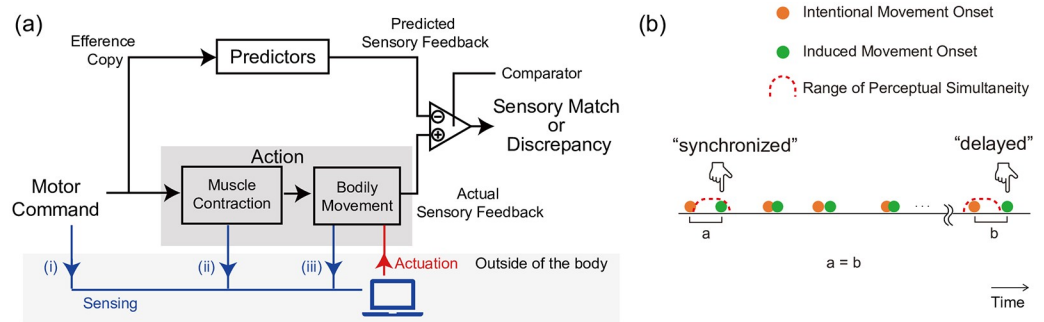 (a)
Efference
Copy
Predictors
Predicted
Sensory Feedback
Comparator
⊖
⊕
Sensory Match
or
Discrepancy
Motor
Command
Action
Muscle
Contraction
Bodily
Movement
Actual
Sensory Feedback
(i)
(ii)
(iii)
Actuation
Outside of the body
Sensing
(b)
Intentional Movement Onset
Induced Movement Onset
Range of Perceptual Simultaneity
“synchronized”
“delayed”
...
a
b
a = b
Time